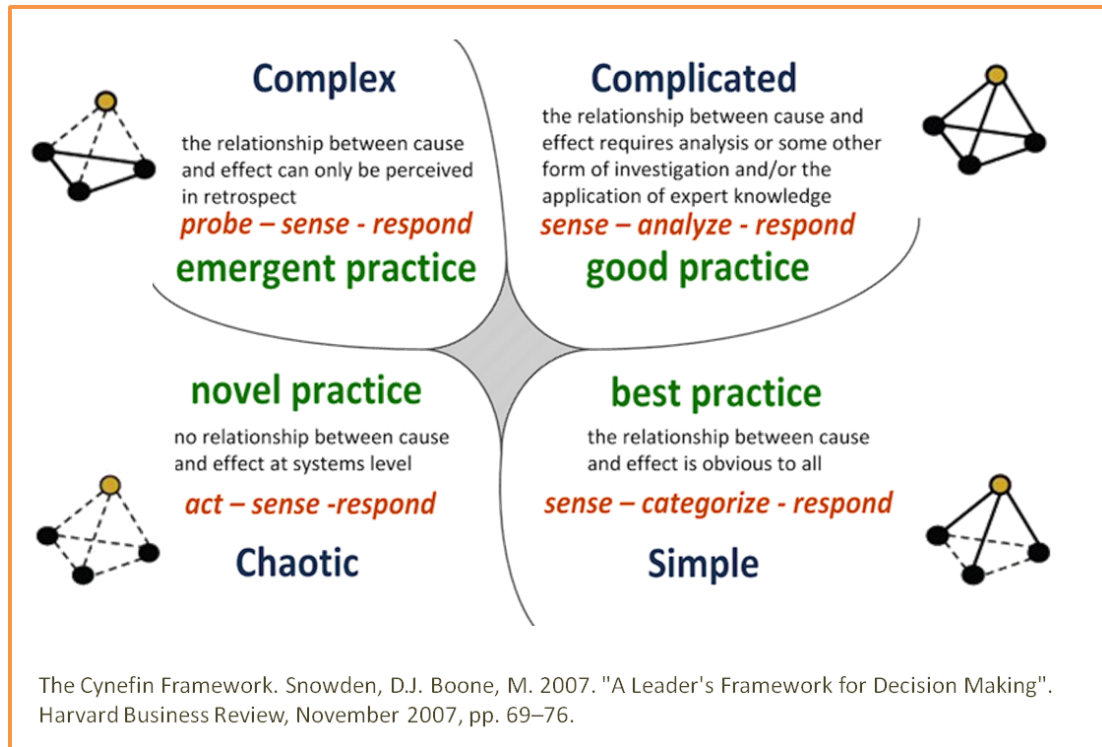 Complex
the relationship between cause
and effect can only be perceived
in retrospect
probe – sense - respond
emergent practice
Complicated
the relationship between cause and
effect requires analysis or some other
form of investigation and/or the
application of expert knowledge
sense – analyze - respond
good practice
novel practice
no relationship between cause
and effect at systems level
act – sense -respond
Chaotic
best practice
the relationship between cause
and effect is obvious to all
sense – categorize - respond
Simple
The Cynefin Framework. Snowden, D.J. Boone, M. 2007. "A Leader's Framework for Decision Making".
Harvard Business Review, November 2007, pp. 69–76.